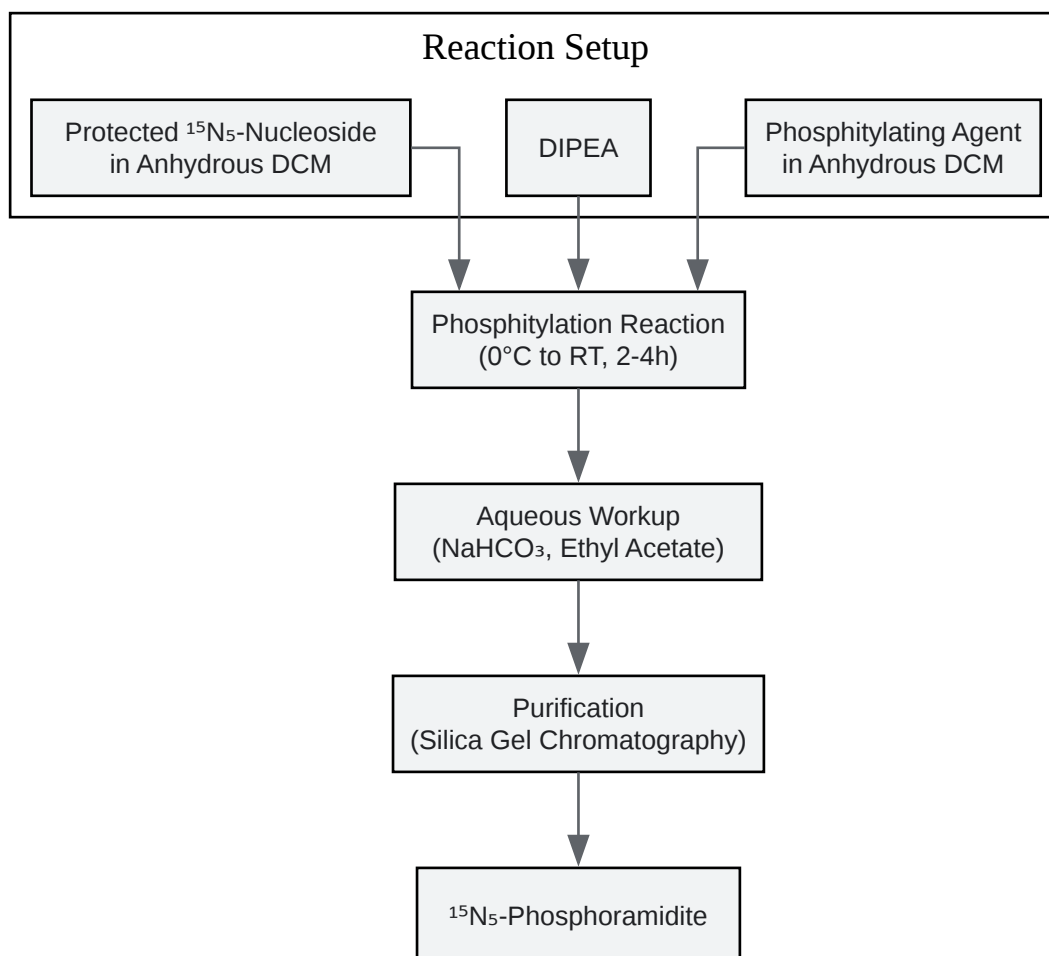 Reaction Setup
Protected ¹⁵N₅-Nucleoside
in Anhydrous DCM
DIPEA
Phosphitylating Agent
in Anhydrous DCM
Phosphitylation Reaction
(0°C to RT, 2-4h)
Aqueous Workup
(NaHCO₃, Ethyl Acetate)
Purification
(Silica Gel Chromatography)
¹⁵N₅-Phosphoramidite